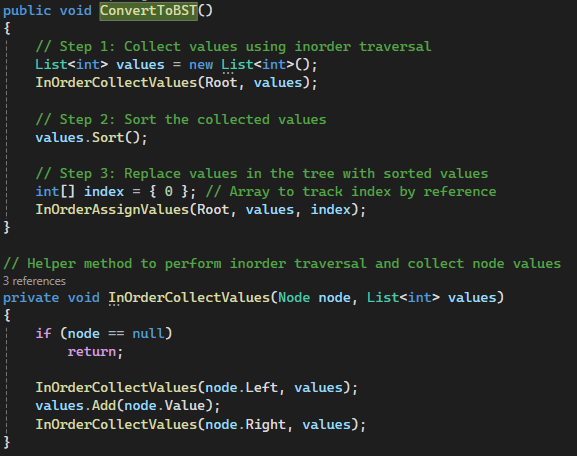 public void ConvertToBST()
{
    // Step 1: Collect values using inorder traversal
    List<int> values = new List<int>();
    InOrderCollectValues(Root, values);

    // Step 2: Sort the collected values
    values.Sort();

    // Step 3: Replace values in the tree with sorted values
    int[] index = { 0 }; // Array to track index by reference
    InOrderAssignValues(Root, values, index);
}

// Helper method to perform inorder traversal and collect node values
3 references
private void InOrderCollectValues(Node node, List<int> values)
{
    if (node == null)
        return;

    InOrderCollectValues(node.Left, values);
    values.Add(node.Value);
    InOrderCollectValues(node.Right, values);
}